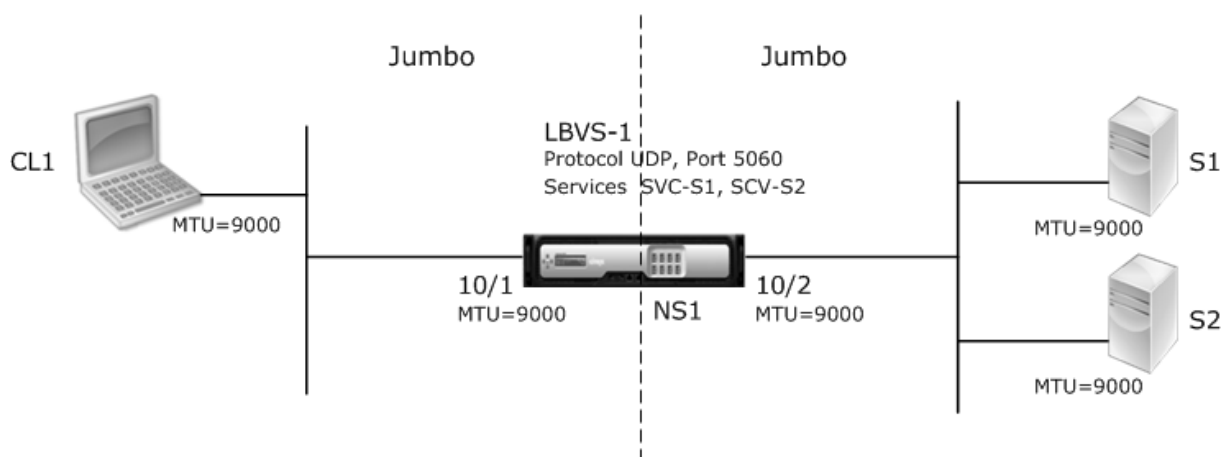 Jumbo
Jumbo
CL1
MTU=9000
LBVS-1
Protocol UDP, Port 5060
Services SVC-S1, SCV-S2
10/1
MTU=9000
NS1
10/2
MTU=9000
S1
MTU=9000
S2
MTU=9000